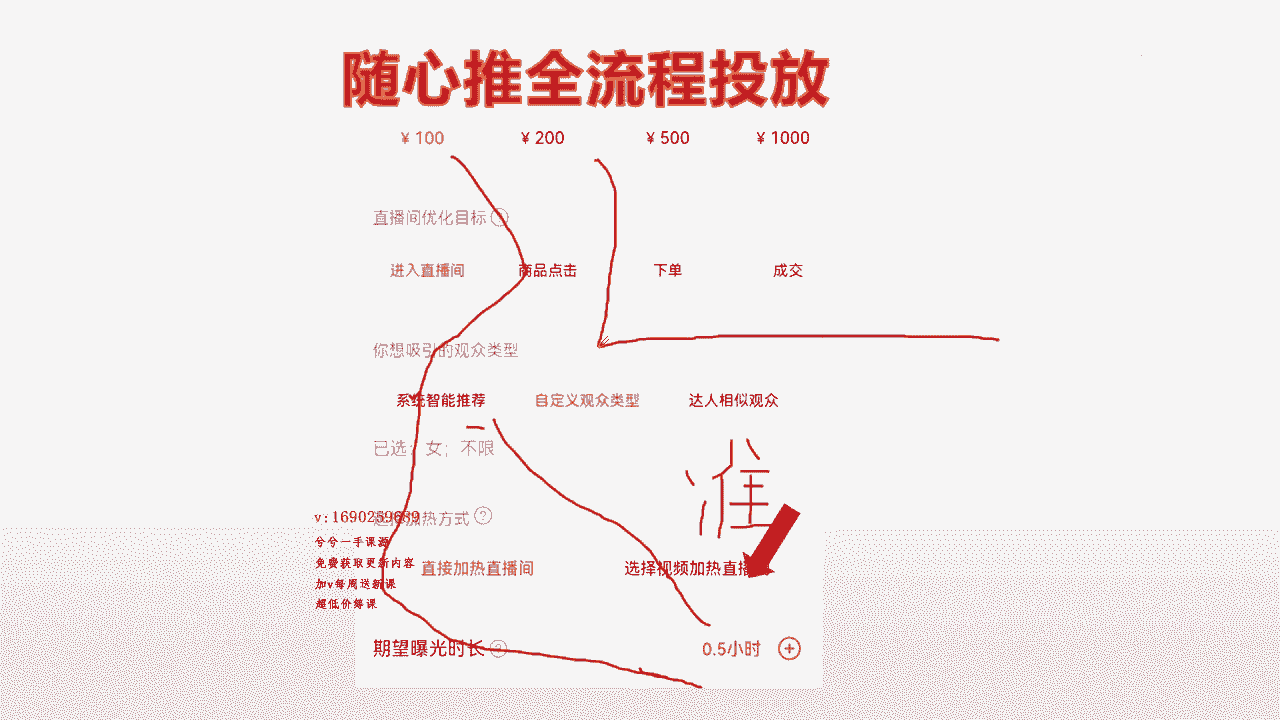 随心推全流程投放
¥ 100 ¥ 200 ¥ 500 ¥ 1000
直播间优化目标 ?
进入直播间 商品点击 下单 成交
你想吸引的观众类型
系统智能推荐 自定义观众类型 达人相似观众
已选：女；不限
准
v:1690259689
加热方式 ?
兮兮一手课源
免费获取更新内容
直接加热直播间 选择视频加热直播
加v每周送新课
超低价筹课
期望曝光时长 ? 0.5小时 +